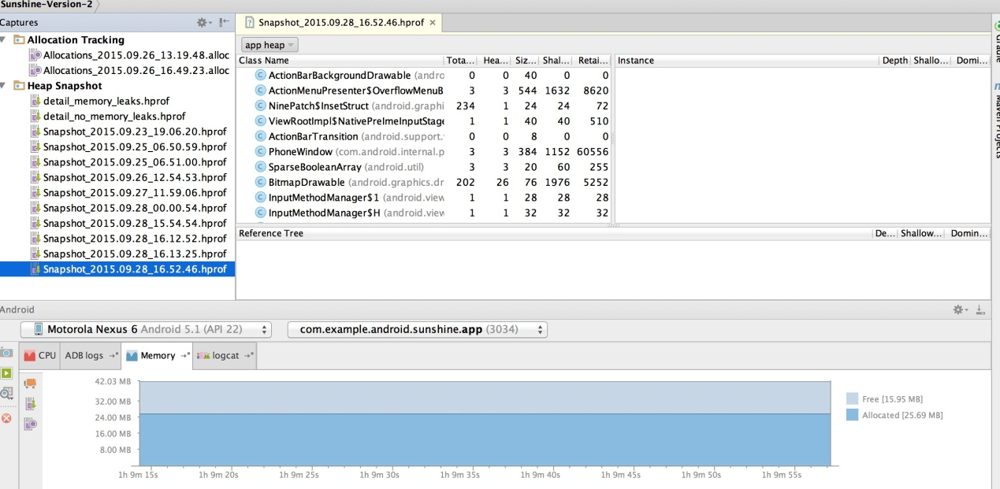 Sunshine-Version-2
Captures
Allocation Tracking
Allocations_2015.09.26_13.19.48.alloc
Allocations_2015.09.26_16.49.23.alloc
Heap Snapshot
detail_memory_leaks.hprof
detail_no_memory_leaks.hprof
Snapshot_2015.09.23_19.06.20.hprof
Snapshot_2015.09.25_06.50.59.hprof
Snapshot_2015.09.25_06.51.00.hprof
Snapshot_2015.09.26_12.54.53.hprof
Snapshot_2015.09.27_11.59.06.hprof
Snapshot_2015.09.28_00.00.54.hprof
Snapshot_2015.09.28_15.54.54.hprof
Snapshot_2015.09.28_16.12.52.hprof
Snapshot_2015.09.28_16.13.25.hprof
Snapshot_2015.09.28_16.52.46.hprof
Snapshot_2015.09.28_16.52.46.hprof
app heap
Class Name Tota... Hea... Siz... Shal... Retai... Instance Depth Shallo... Domi...
ActionBarBackgroundDrawable (andro 0 0 40 0 0
ActionMenuPresenter$OverflowMenuB 3 3 544 1632 8620
NinePatch$InsetStruct (android.graphi 234 1 24 24 72
ViewRootImpl$NativePreImeInputStage 1 1 40 40 510
ActionBarTransition (android.support. 0 0 8 0 0
PhoneWindow (com.android.internal.p 3 3 384 1152 60556
SparseBooleanArray (android.util) 3 3 20 60 255
BitmapDrawable (android.graphics.dr 202 26 76 1976 5252
InputMethodManager$1 (android.view 1 1 28 28 28
InputMethodManager$H (android.view 1 1 32 32 32
Reference Tree De... Shallow... Domin...
Gradle
Maven Projects
Android
Motorola Nexus 6 Android 5.1 (API 22) com.example.android.sunshine.app (3034)
CPU ADB logs Memory logcat
42.03 MB
32.00 MB
24.00 MB
16.00 MB
8.00 MB
Free [15.95 MB]
Allocated [25.69 MB]
1h 9m 15s 1h 9m 20s 1h 9m 25s 1h 9m 30s 1h 9m 35s 1h 9m 40s 1h 9m 45s 1h 9m 50s 1h 9m 55s